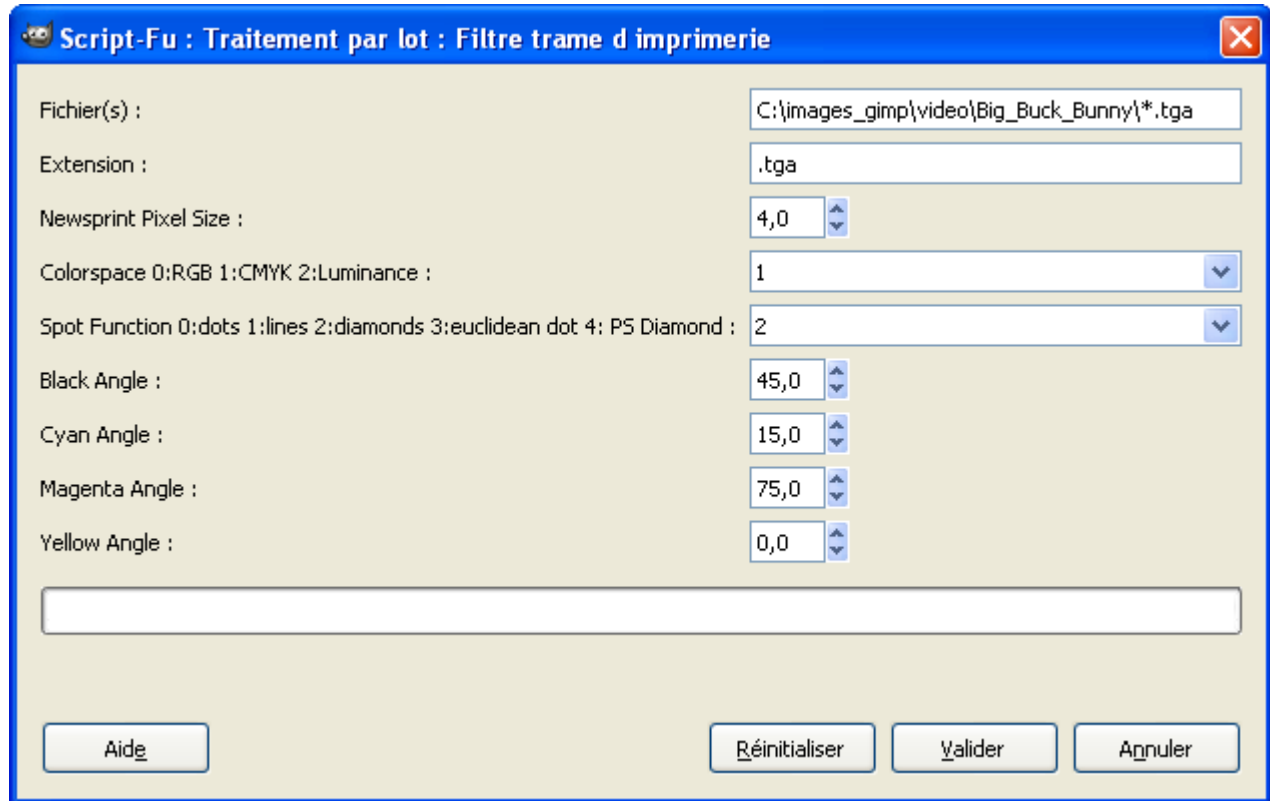 Script-Fu : Traitement par lot : Filtre trame d imprimerie
Fichier(s) : C:\images_gimp\video\Big_Buck_Bunny\*.tga
Extension : .tga
Newsprint Pixel Size : 4,0
Colorspace 0:RGB 1:CMYK 2:Luminance : 1
Spot Function 0:dots 1:lines 2:diamonds 3:euclidean dot 4: PS Diamond : 2
Black Angle : 45,0
Cyan Angle : 15,0
Magenta Angle : 75,0
Yellow Angle : 0,0
Aide Réinitialiser Valider Annuler